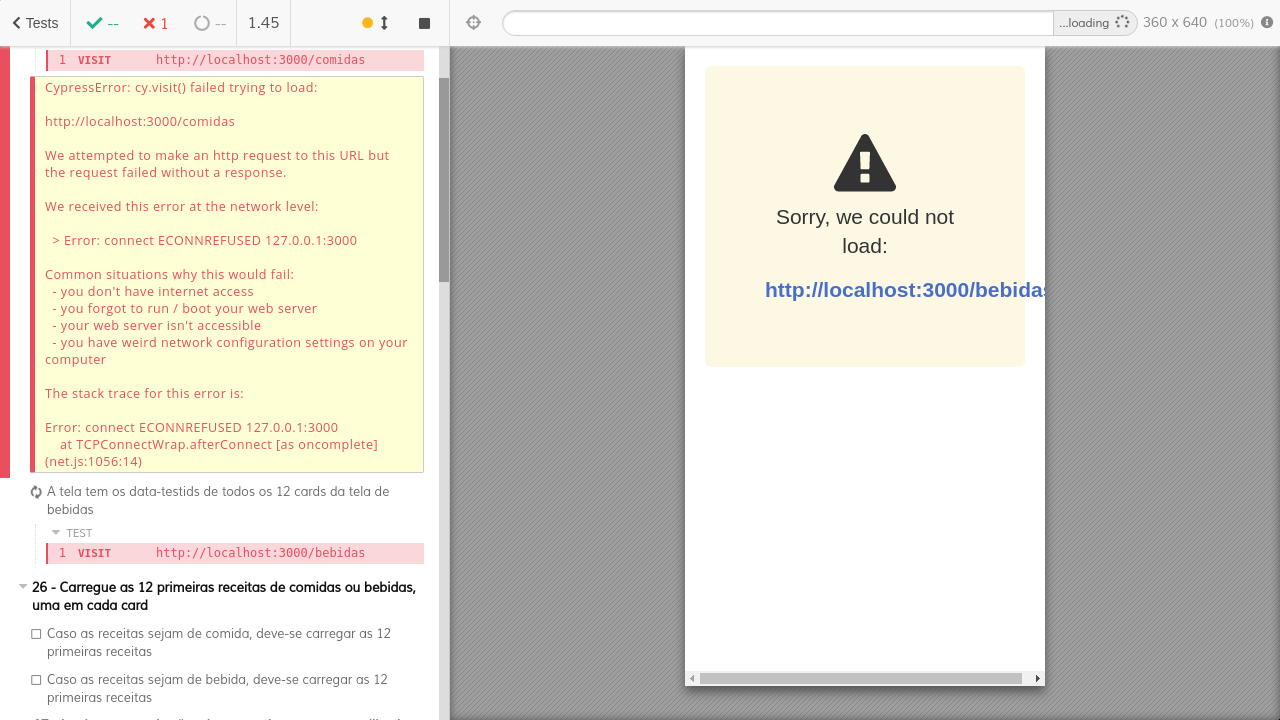 Tests -- 1 -- 1.45
...loading 360 x 640 (100%)
1 VISIT http://localhost:3000/comidas
CypressError: cy.visit() failed trying to load:
http://localhost:3000/comidas
We attempted to make an http request to this URL but
the request failed without a response.
We received this error at the network level:
> Error: connect ECONNREFUSED 127.0.0.1:3000
Common situations why this would fail:
- you don't have internet access
- you forgot to run / boot your web server
- your web server isn't accessible
- you have weird network configuration settings on your
computer
The stack trace for this error is:
Error: connect ECONNREFUSED 127.0.0.1:3000
at TCPConnectWrap.afterConnect [as oncomplete]
(net.js:1056:14)
A tela tem os data-testids de todos os 12 cards da tela de
bebidas
TEST
1 VISIT http://localhost:3000/bebidas
26 - Carregue as 12 primeiras receitas de comidas ou bebidas,
uma em cada card
Caso as receitas sejam de comida, deve-se carregar as 12
primeiras receitas
Caso as receitas sejam de bebida, deve-se carregar as 12
primeiras receitas
Sorry, we could not
load:
http://localhost:3000/bebidas